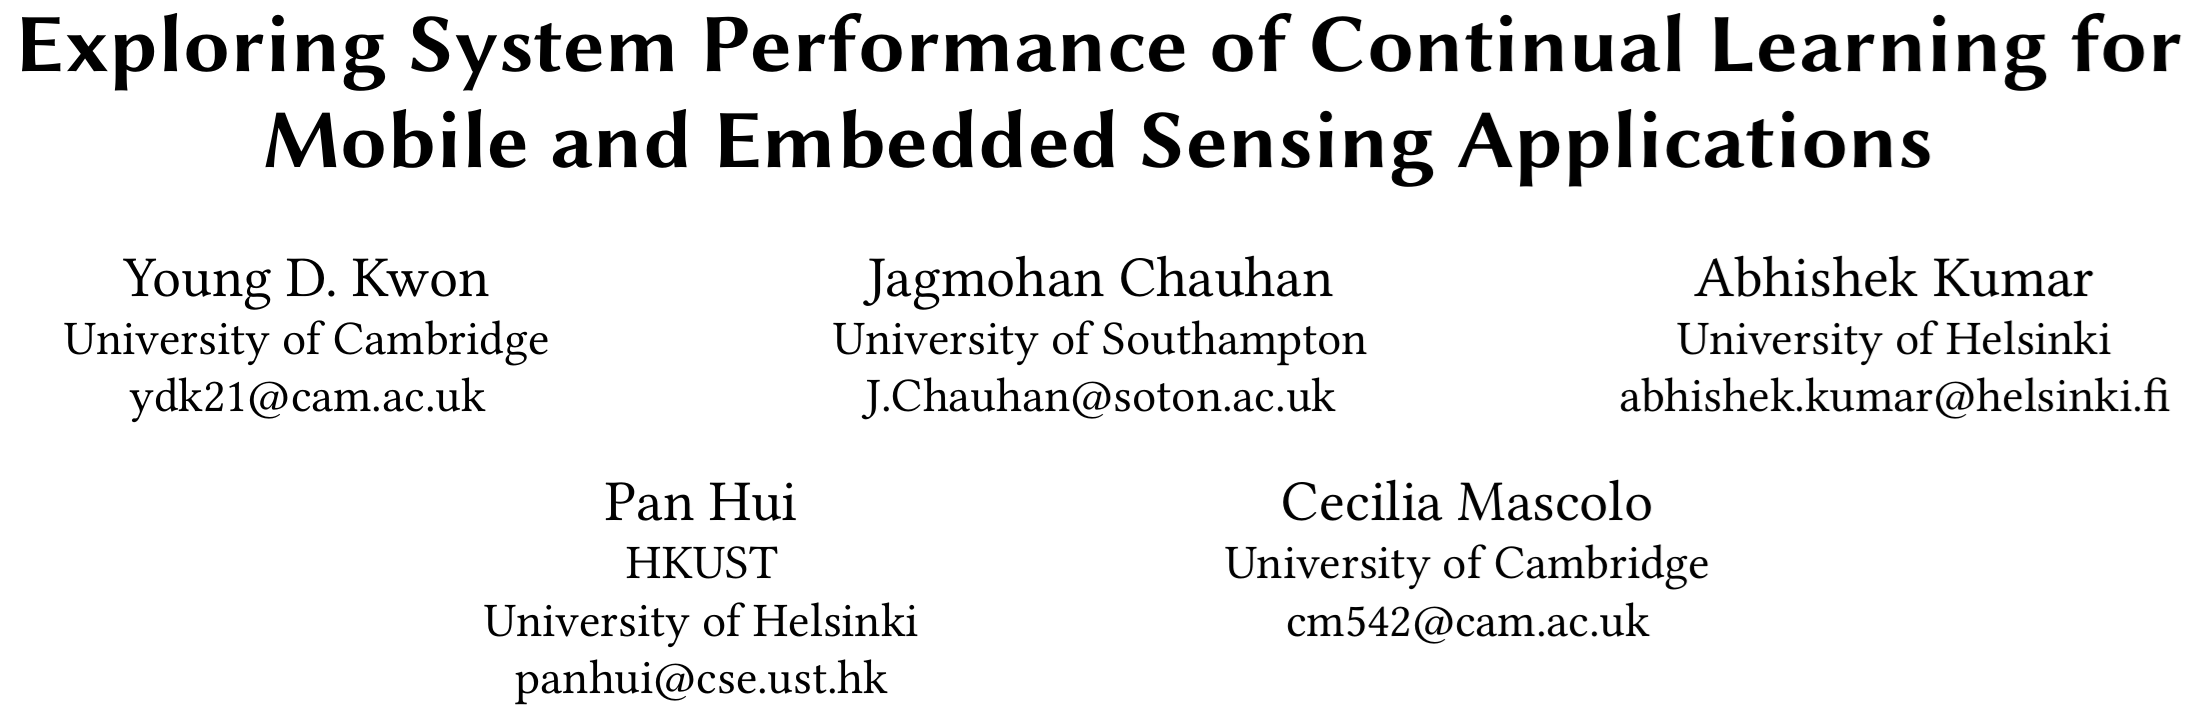 Exploring System Performance of Continual Learning for
Mobile and Embedded Sensing Applications
Young D. Kwon
University of Cambridge
ydk21@cam.ac.uk
Jagmohan Chauhan
University of Southampton
J.Chauhan@soton.ac.uk
Abhishek Kumar
University of Helsinki
abhishek.kumar@helsinki.fi
Pan Hui
HKUST
University of Helsinki
panhui@cse.ust.hk
Cecilia Mascolo
University of Cambridge
cm542@cam.ac.uk